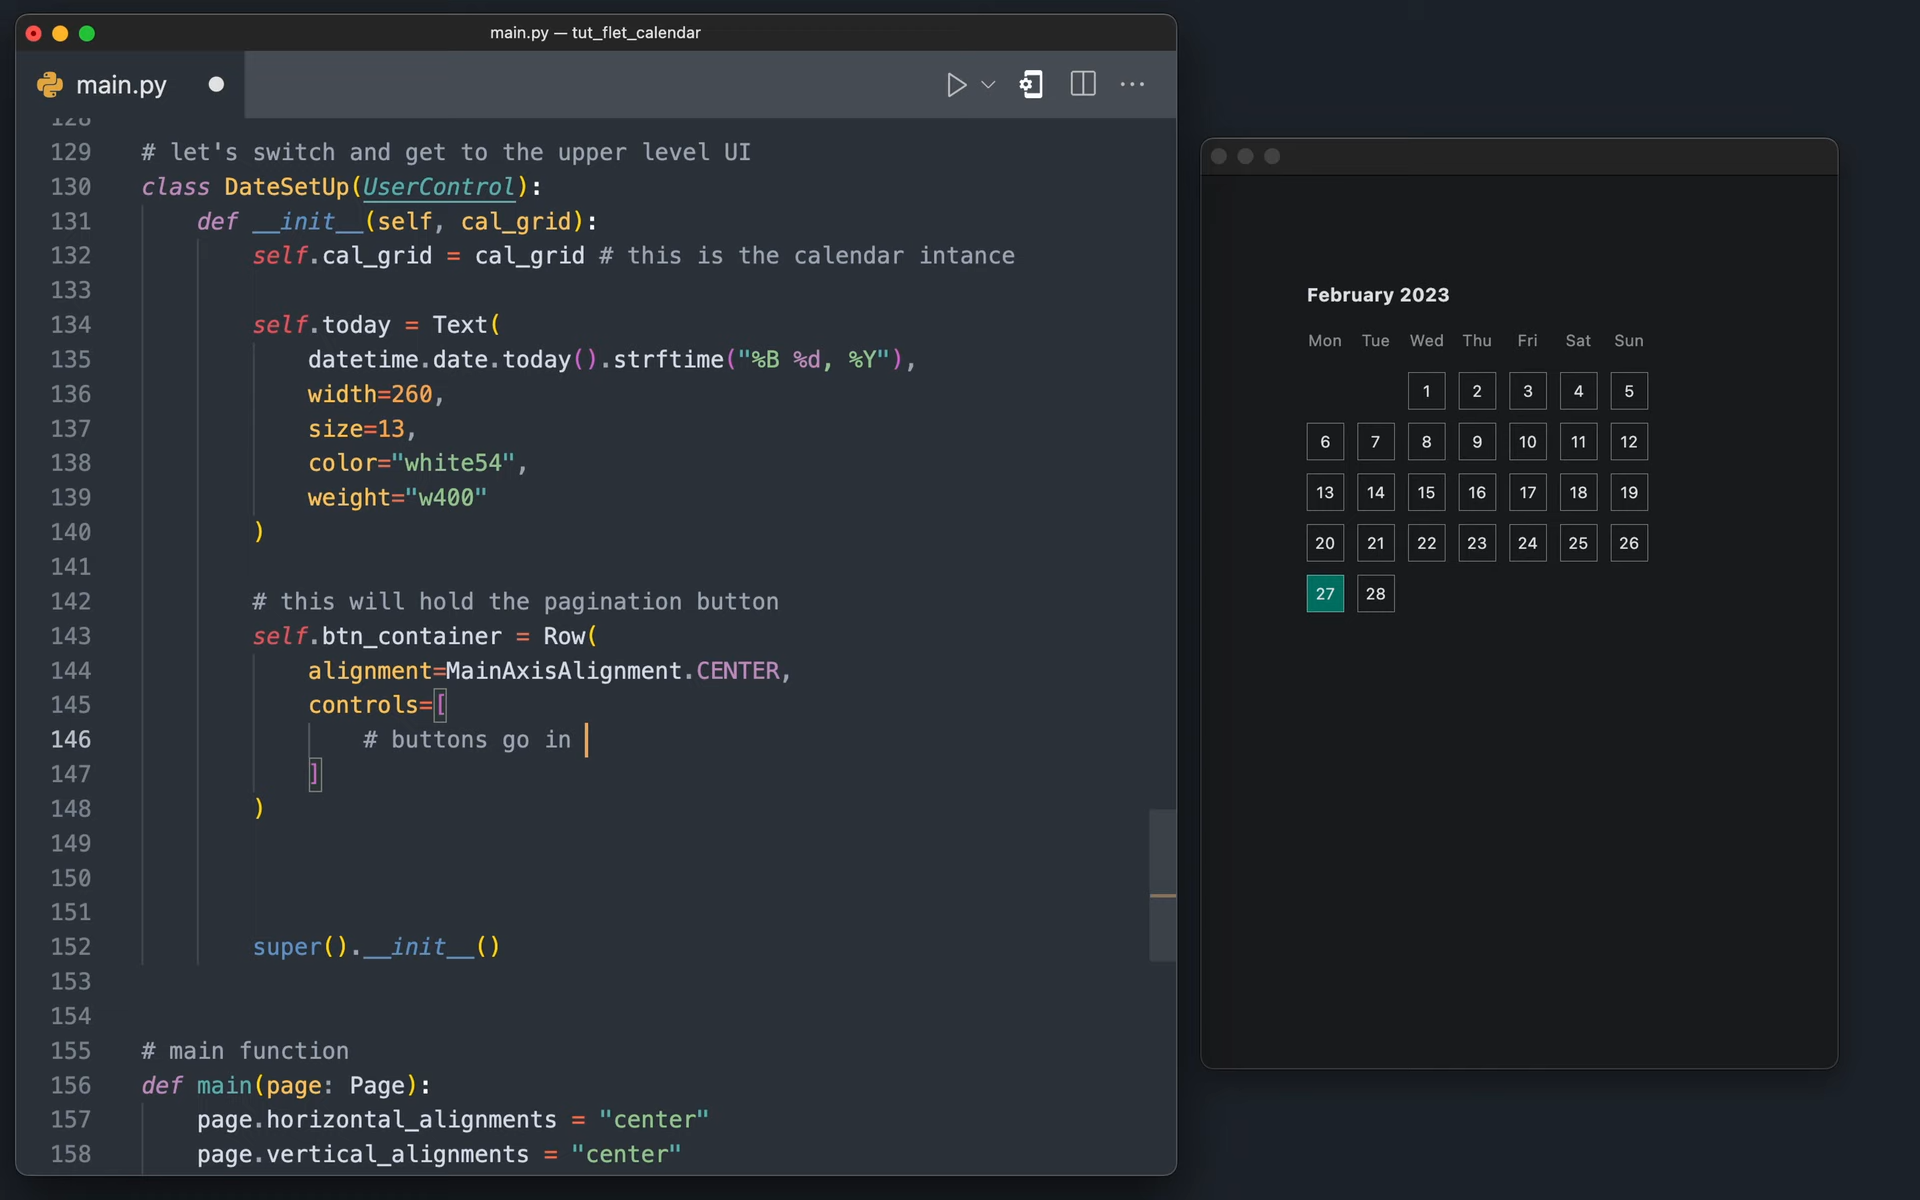 main.py — tut_flet_calendar
main.py
128
129 # let's switch and get to the upper level UI
130 class DateSetUp(UserControl):
131 def __init__(self, cal_grid):
132 self.cal_grid = cal_grid # this is the calendar intance
133
134 self.today = Text(
135 datetime.date.today().strftime("%B %d, %Y"),
136 width=260,
137 size=13,
138 color="white54",
139 weight="w400"
140 )
141
142 # this will hold the pagination button
143 self.btn_container = Row(
144 alignment=MainAxisAlignment.CENTER,
145 controls=[
146 # buttons go in
147 ]
148 )
149
150
151
152 super().__init__()
153
154
155 # main function
156 def main(page: Page):
157 page.horizontal_alignments = "center"
158 page.vertical_alignments = "center"
February 2023
Mon Tue Wed Thu Fri Sat Sun
1 2 3 4 5
6 7 8 9 10 11 12
13 14 15 16 17 18 19
20 21 22 23 24 25 26
27 28